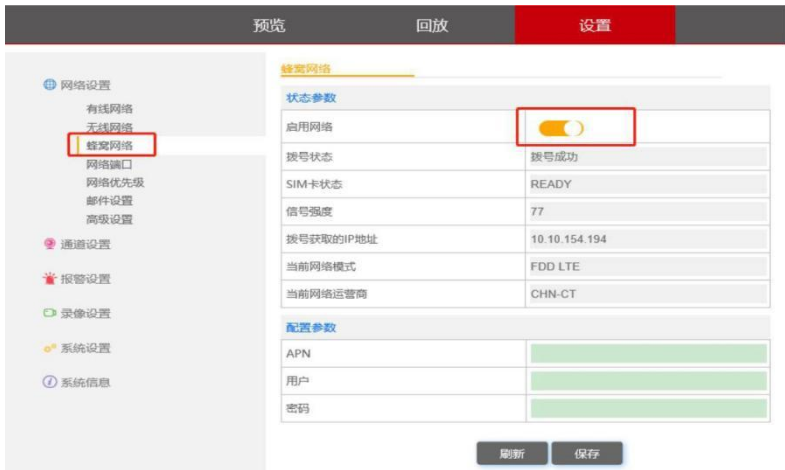 预览 回放 设置
网络设置
有线网络
无线网络
蜂窝网络
网络端口
网络优先级
邮件设置
高级设置
通道设置
报警设置
录像设置
系统设置
系统信息
蜂窝网络
状态参数
启用网络
拨号状态 拨号成功
SIM卡状态 READY
信号强度 77
拨号获取的IP地址 10.10.154.194
当前网络模式 FDD LTE
当前网络运营商 CHN-CT
配置参数
APN
用户
密码
刷新 保存